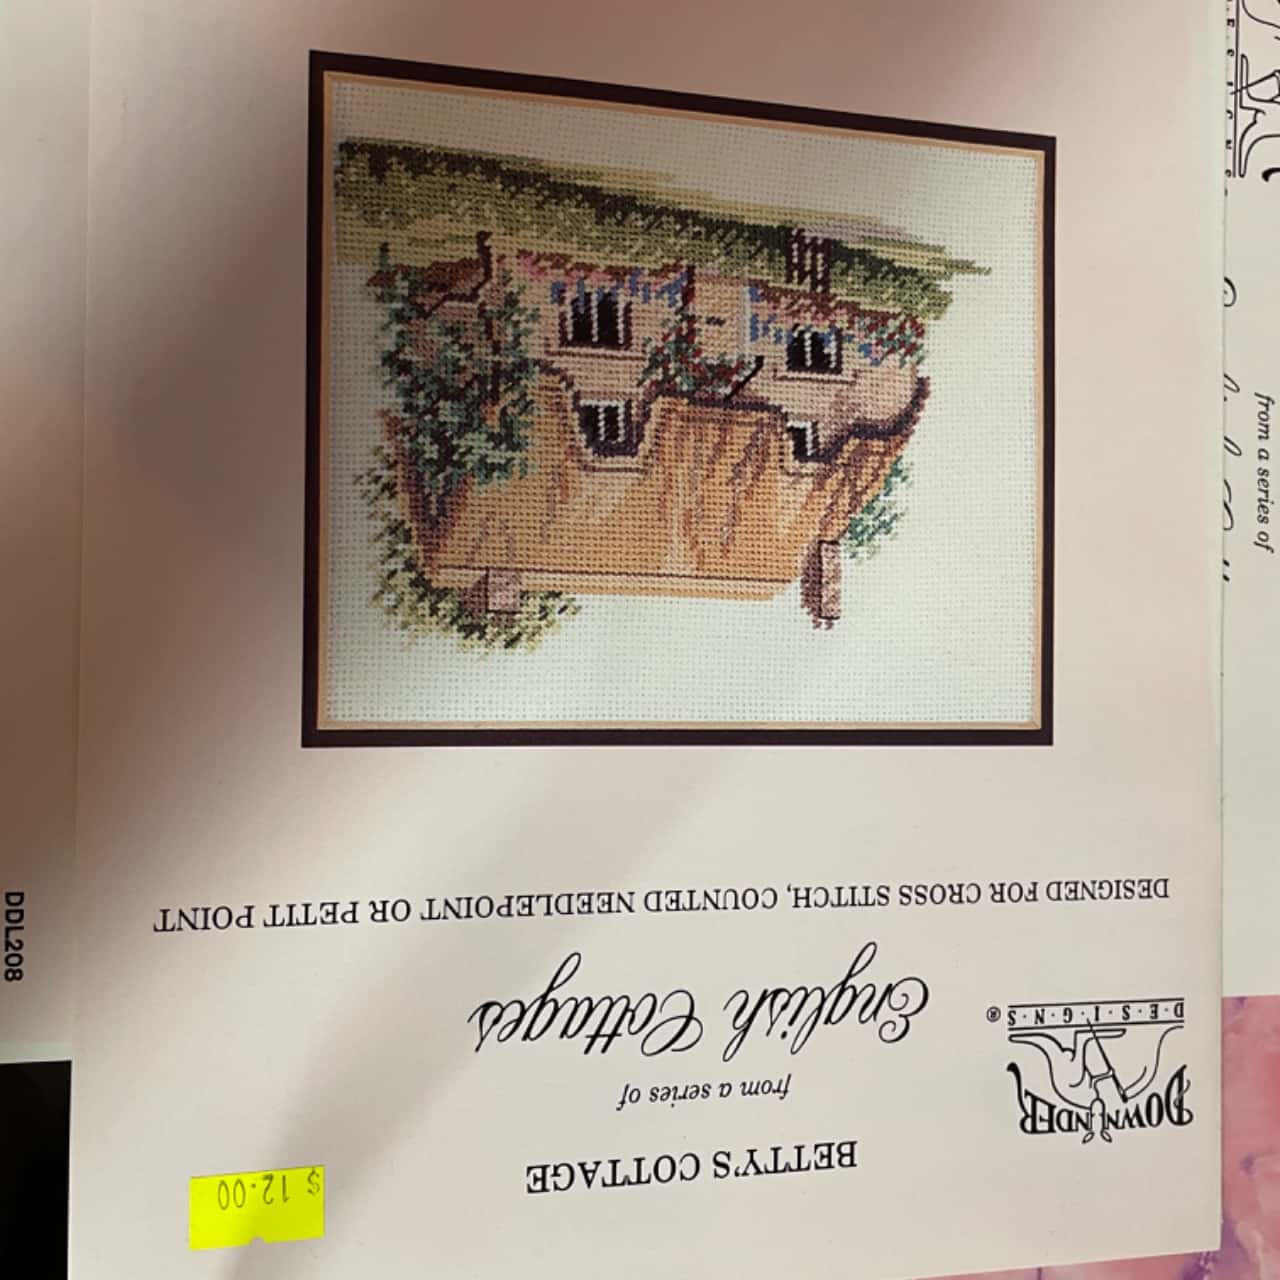 $ 12.00
BETTY'S COTTAGE
from a series of
English Cottages
DOWN UNDER
D·E·S·I·G·N·S ®
DESIGNED FOR CROSS STITCH, COUNTED NEEDLEPOINT OR PETIT POINT
DDL208
from a series of